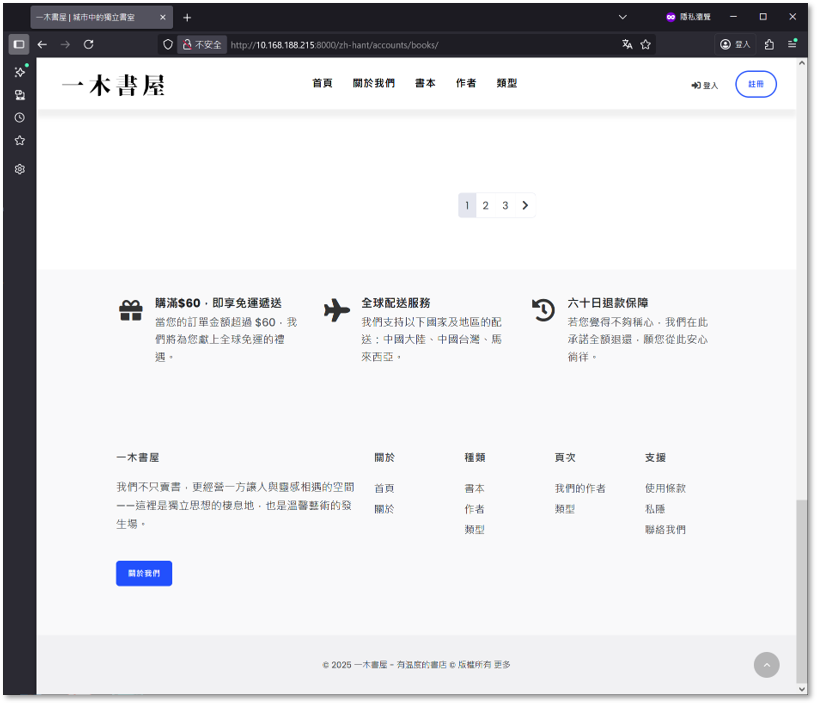 一木書屋 | 城市中的獨立書室
隱私瀏覽
不安全
http://10.168.188.215:8000/zh-hant/accounts/books/
登入
一木書屋
首頁 關於我們 書本 作者 類型
登入
註冊
1 2 3
購滿$60，即享免運遞送
當您的訂單金額超過 $60，我
們將為您獻上全球免運的禮
遇。
全球配送服務
我們支持以下國家及地區的配
送：中國大陸、中國台灣、馬
來西亞。
六十日退款保障
若您覺得不夠稱心，我們在此
承諾全額退還，願您從此安心
徜徉。
一木書屋
我們不只賣書，更經營一方讓人與靈感相遇的空間
——這裡是獨立思想的棲息地，也是溫馨藝術的發
生場。
關於我們
關於
首頁
關於
種類
書本
作者
類型
頁次
我們的作者
類型
支援
使用條款
私隱
聯絡我們
© 2025 一木書屋 - 有溫度的書店 © 版權所有 更多